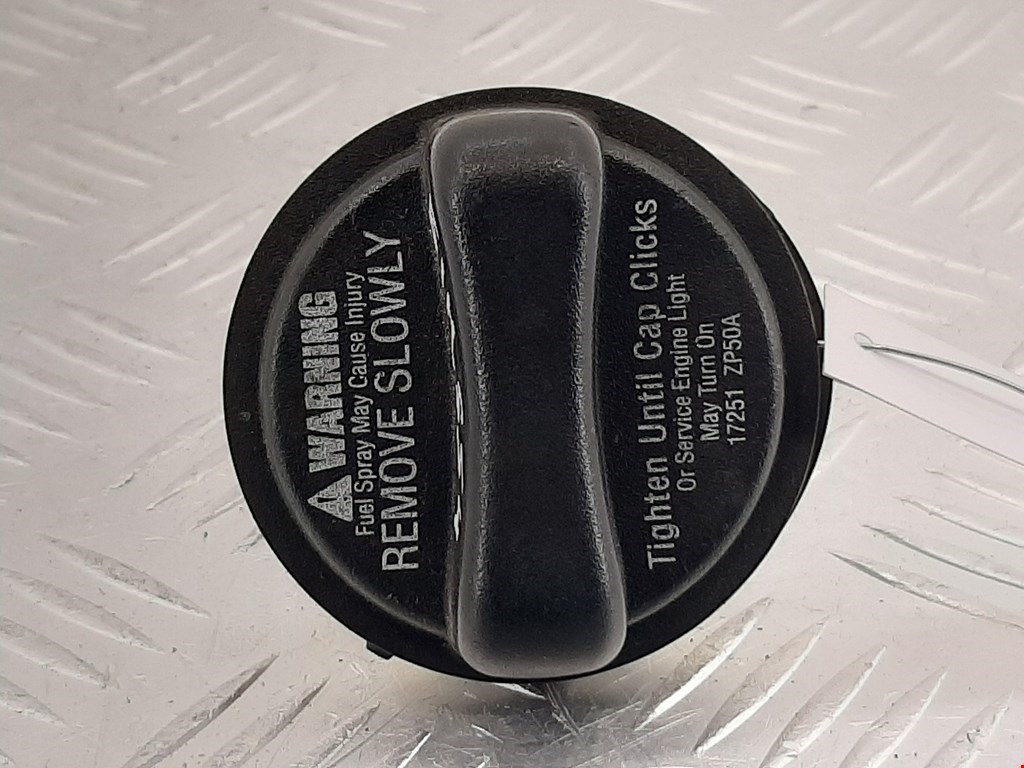 WARNING
Fuel Spray May Cause Injury
REMOVE SLOWLY
Tighten Until Cap Clicks
Or Service Engine Light
May Turn On
17251 ZP50A